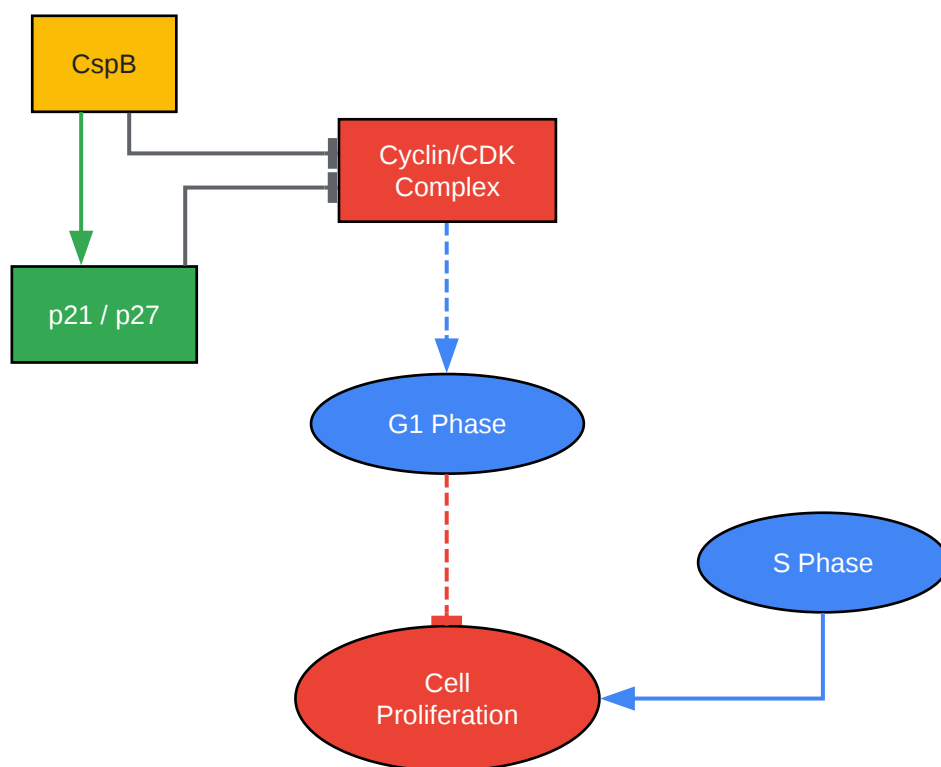 CspB
Cyclin/CDK
Complex
p21 / p27
G1 Phase
S Phase
Cell
Proliferation